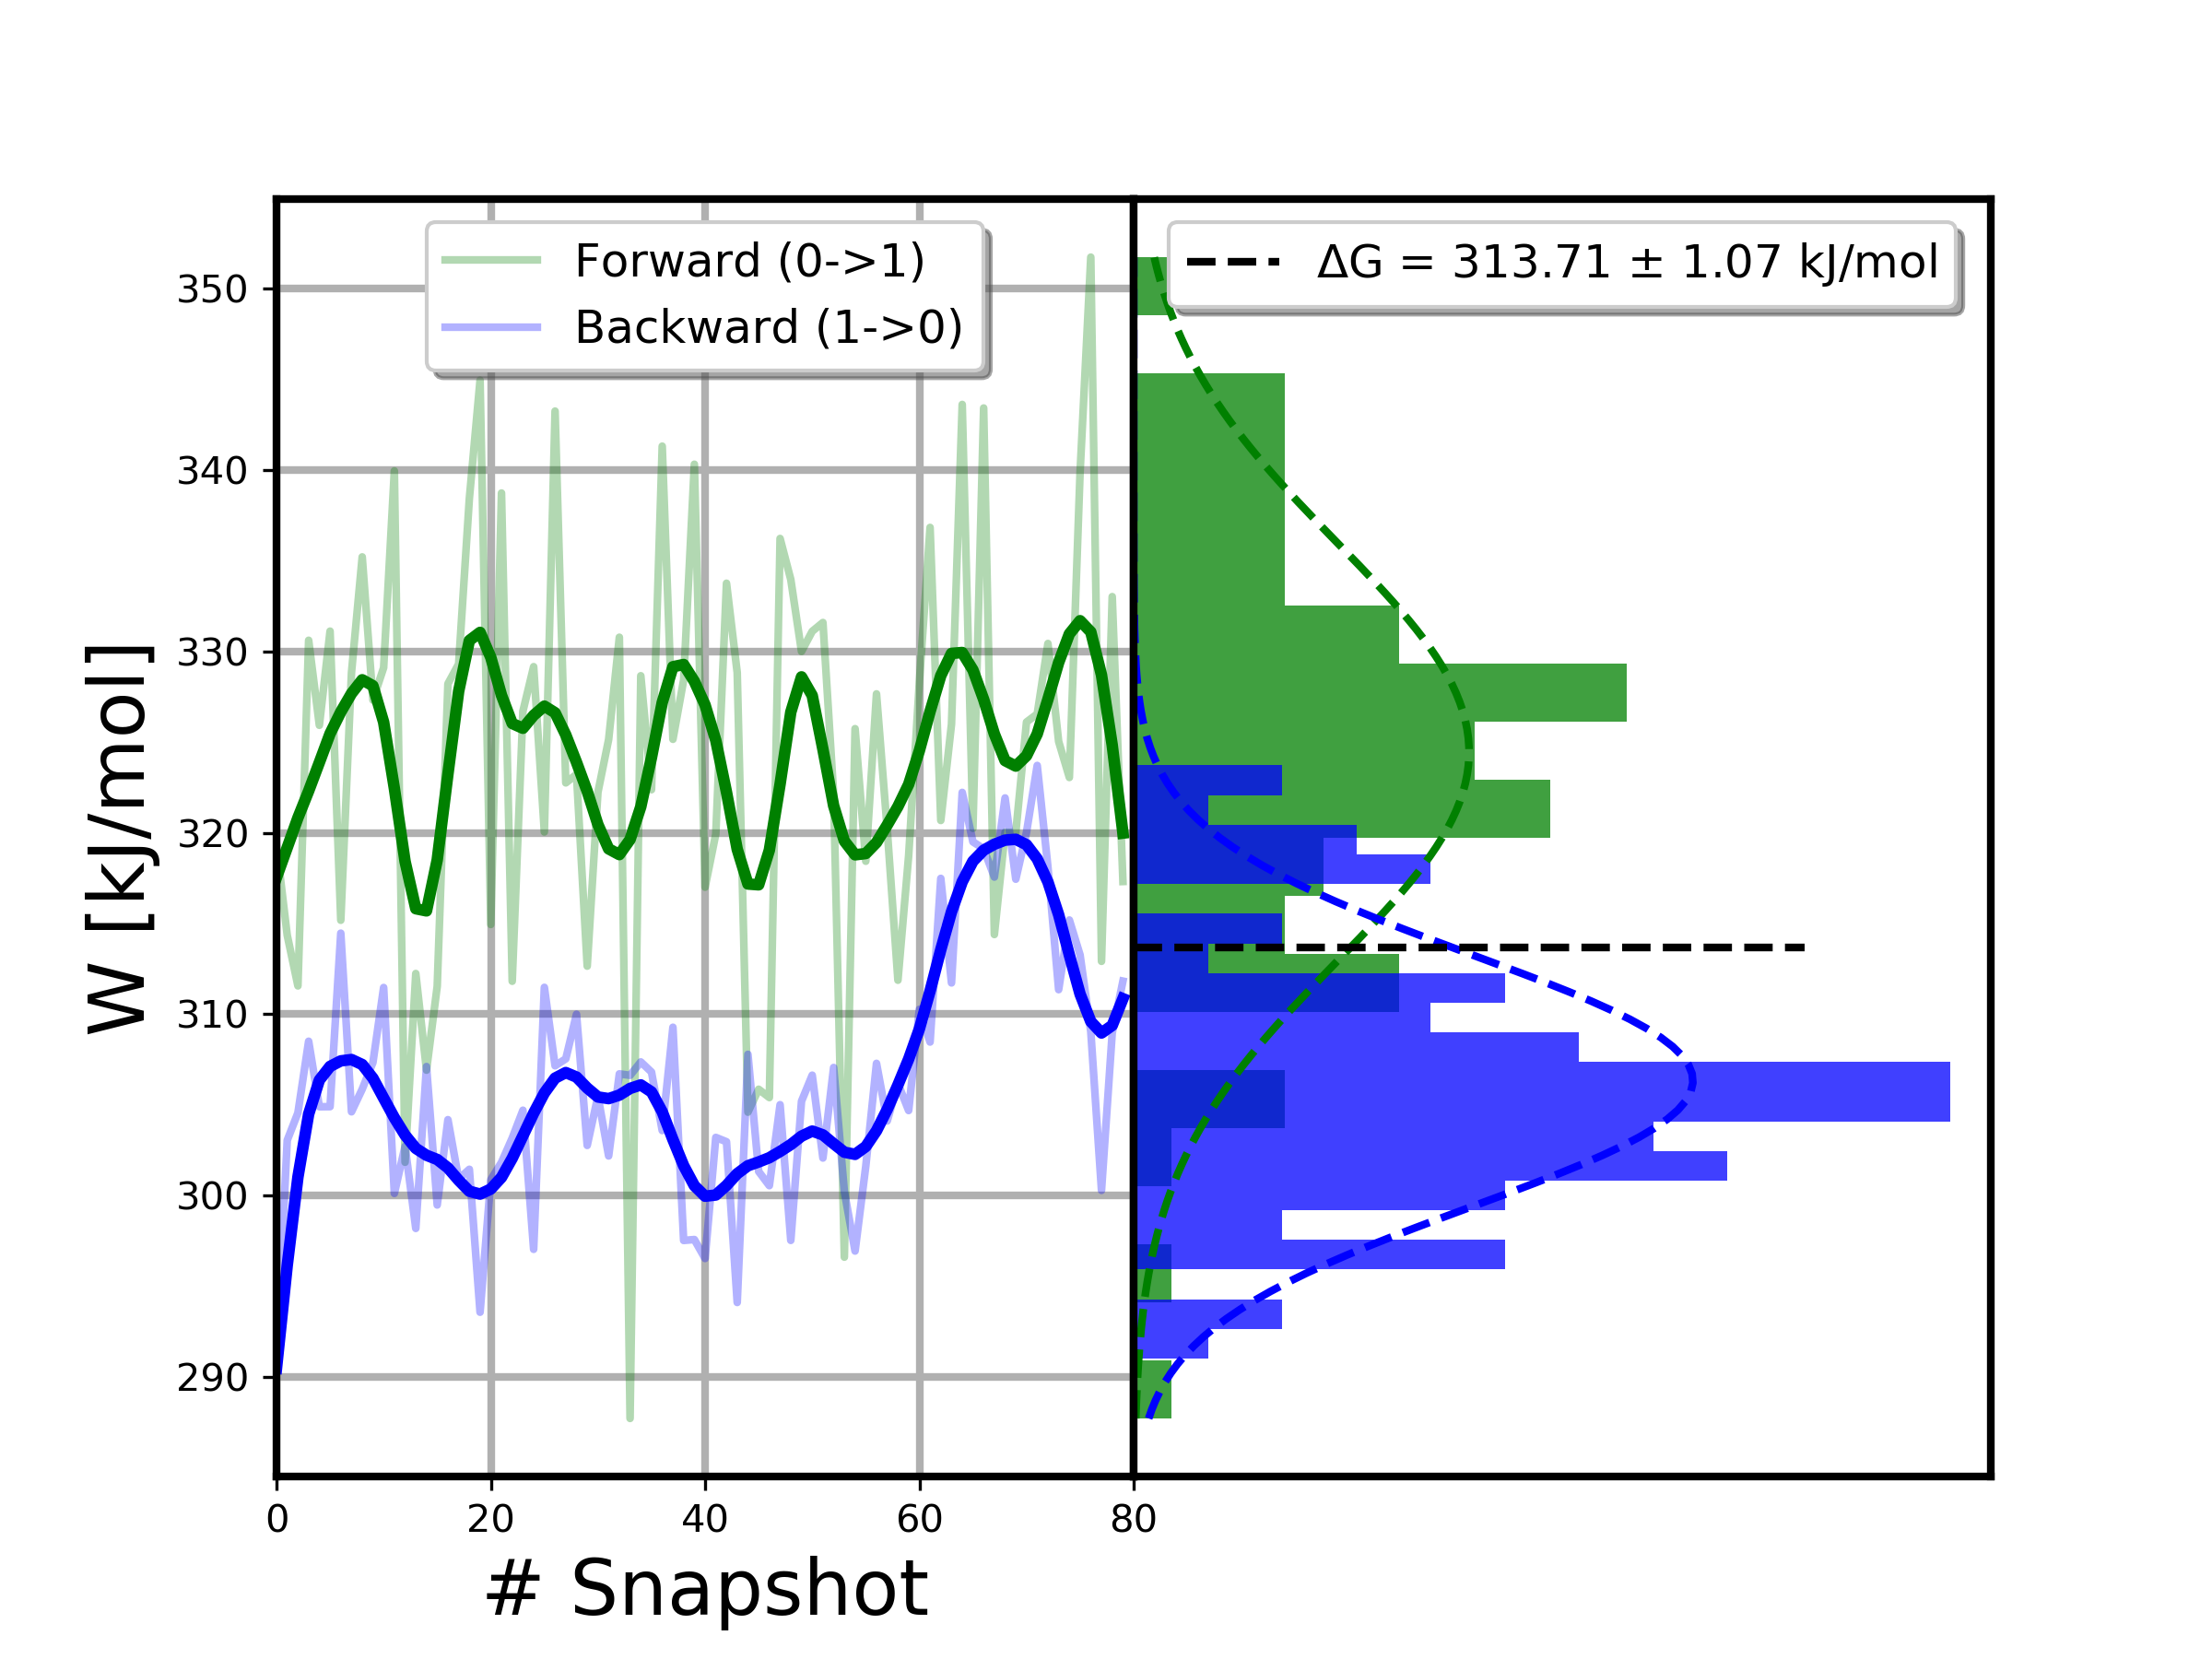 Forward (0->1)
Backward (1->0)
ΔG = 313.71 ± 1.07 kJ/mol
W [kJ/mol]
350
340
330
320
310
300
290
0 20 40 60 80
# Snapshot